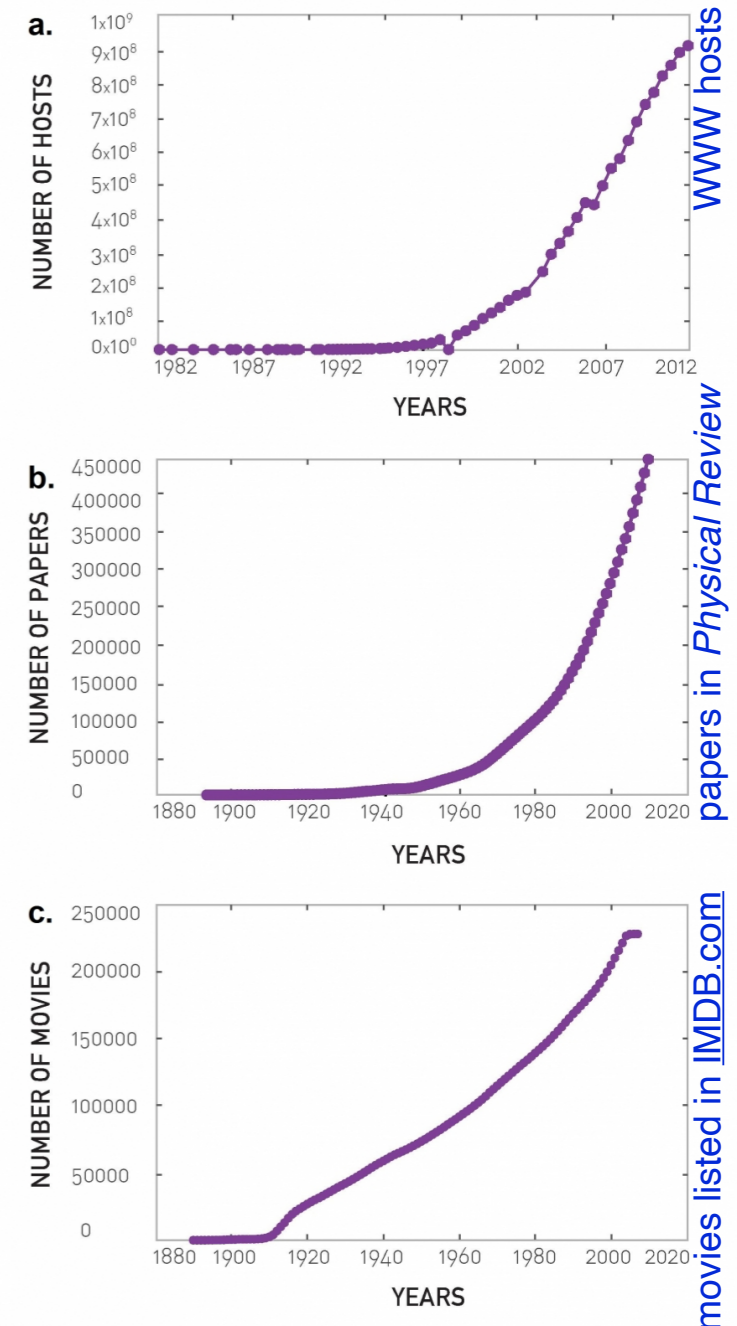 a.
NUMBER OF HOSTS
1x10⁹
9x10⁸
8x10⁸
7x10⁸
6x10⁸
5x10⁸
4x10⁸
3x10⁸
2x10⁸
1x10⁸
0x10⁰
1982 1987 1992 1997 2002 2007 2012
YEARS
WWW hosts
b.
NUMBER OF PAPERS
450000
400000
350000
300000
250000
200000
150000
100000
50000
0
1880 1900 1920 1940 1960 1980 2000 2020
YEARS
papers in Physical Review
c.
NUMBER OF MOVIES
250000
200000
150000
100000
50000
0
1880 1900 1920 1940 1960 1980 2000 2020
YEARS
movies listed in IMDB.com